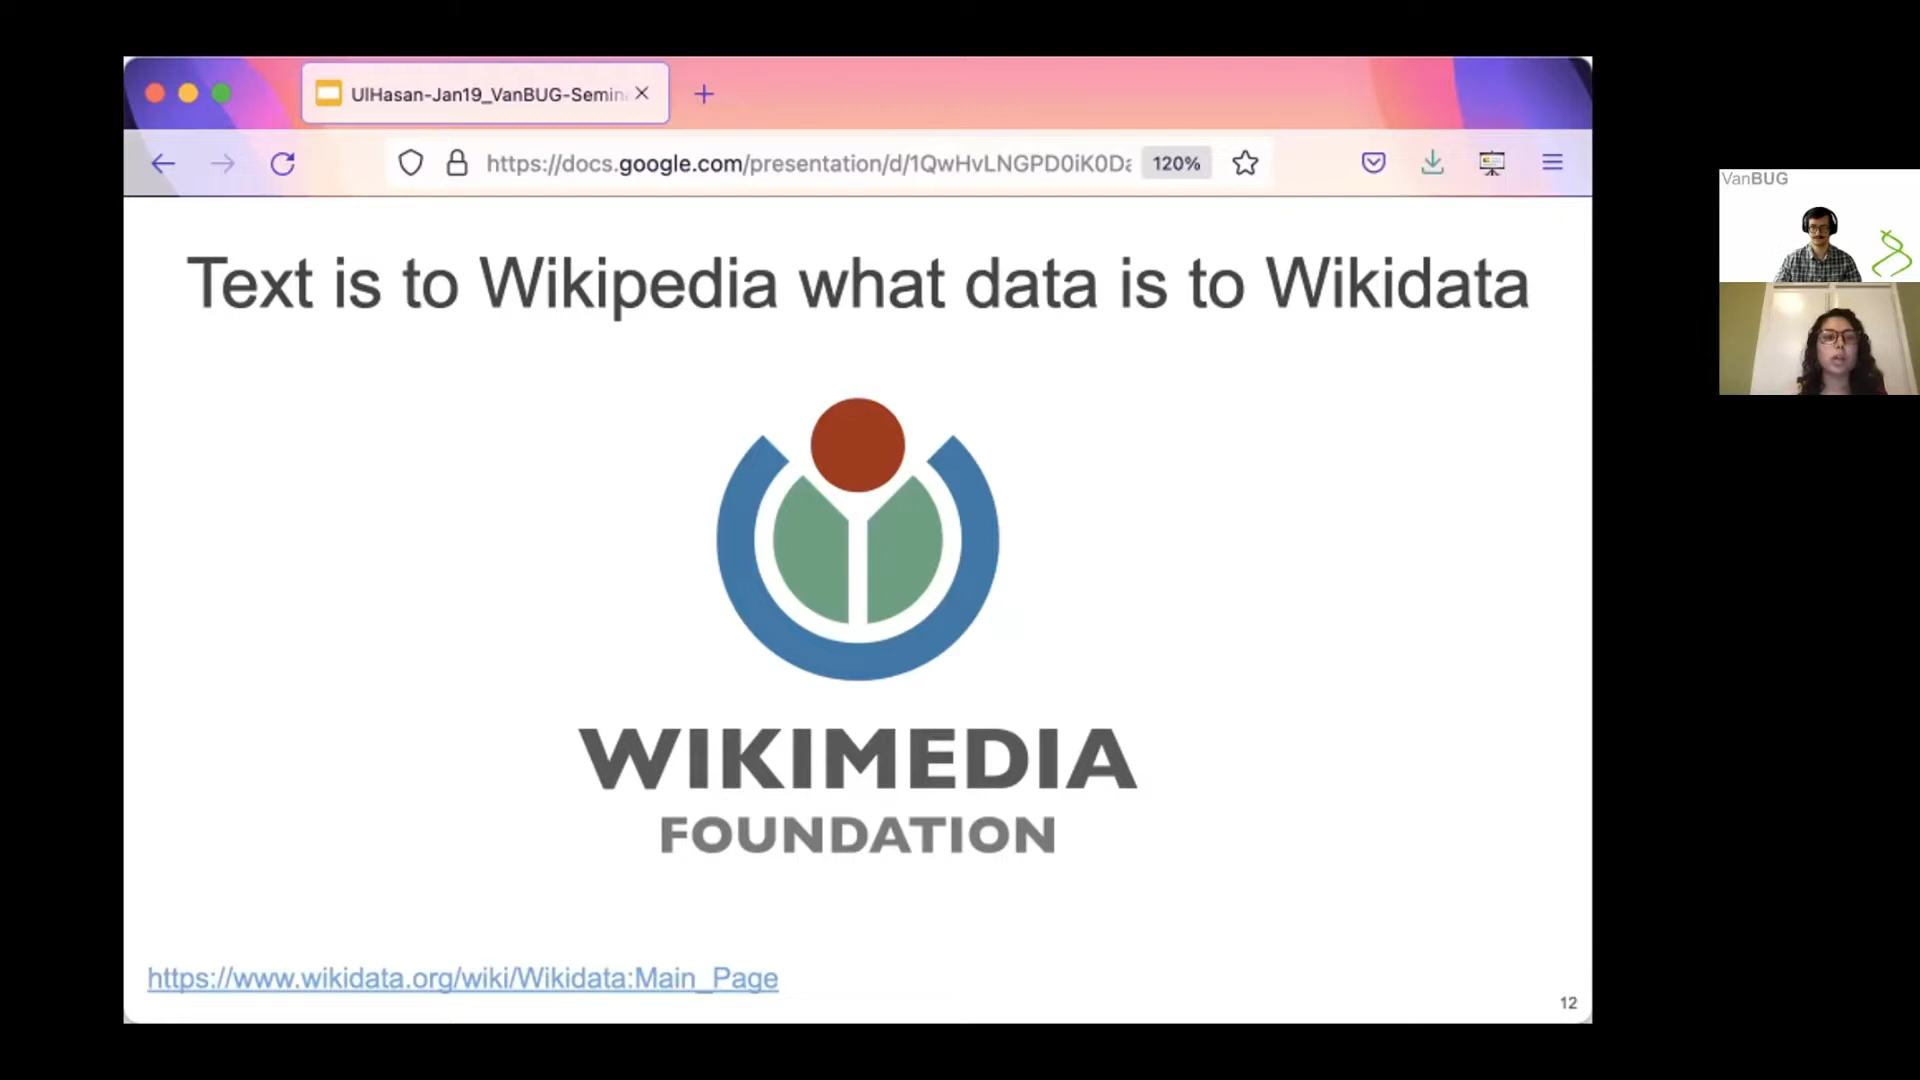 UlHasan-Jan19_VanBUG-Semin
https://docs.google.com/presentation/d/1QwHvLNGPD0iK0Da
120%
VanBUG
Text is to Wikipedia what data is to Wikidata
WIKIMEDIA
FOUNDATION
https://www.wikidata.org/wiki/Wikidata:Main_Page
12